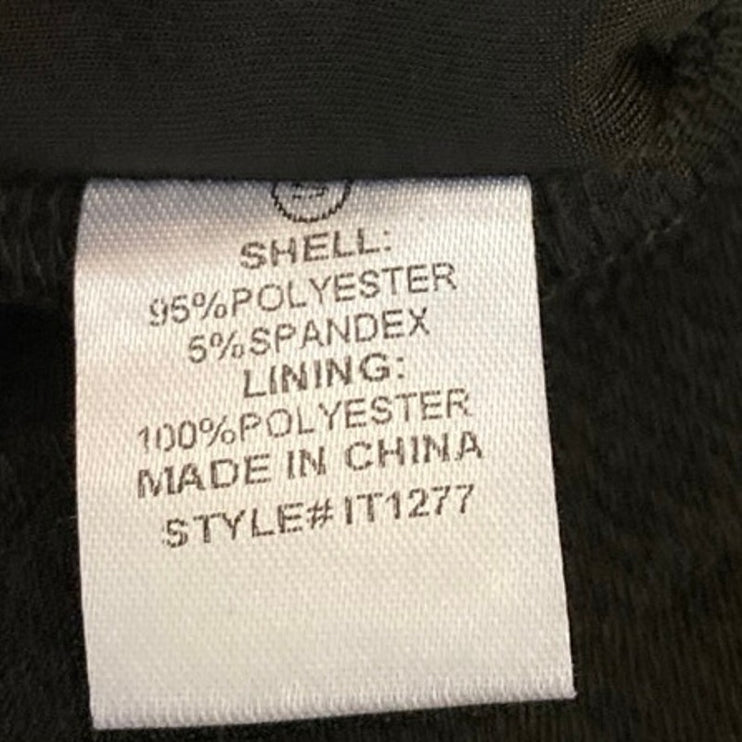 SHELL:
95%POLYESTER
5%SPANDEX
LINING:
100%POLYESTER
MADE IN CHINA
STYLE# IT1277